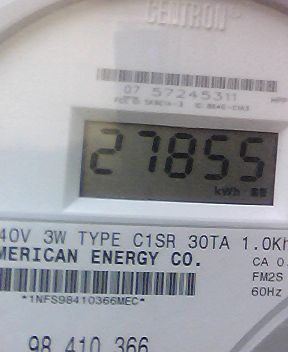 CENTRON®
07 57245311
27855
kWh
40V 3W TYPE C1SR 30TA 1.0Kh
MERICAN ENERGY CO.
CA 0.
FM2S
60Hz
*1NFS98410366MEC*
98 410 366